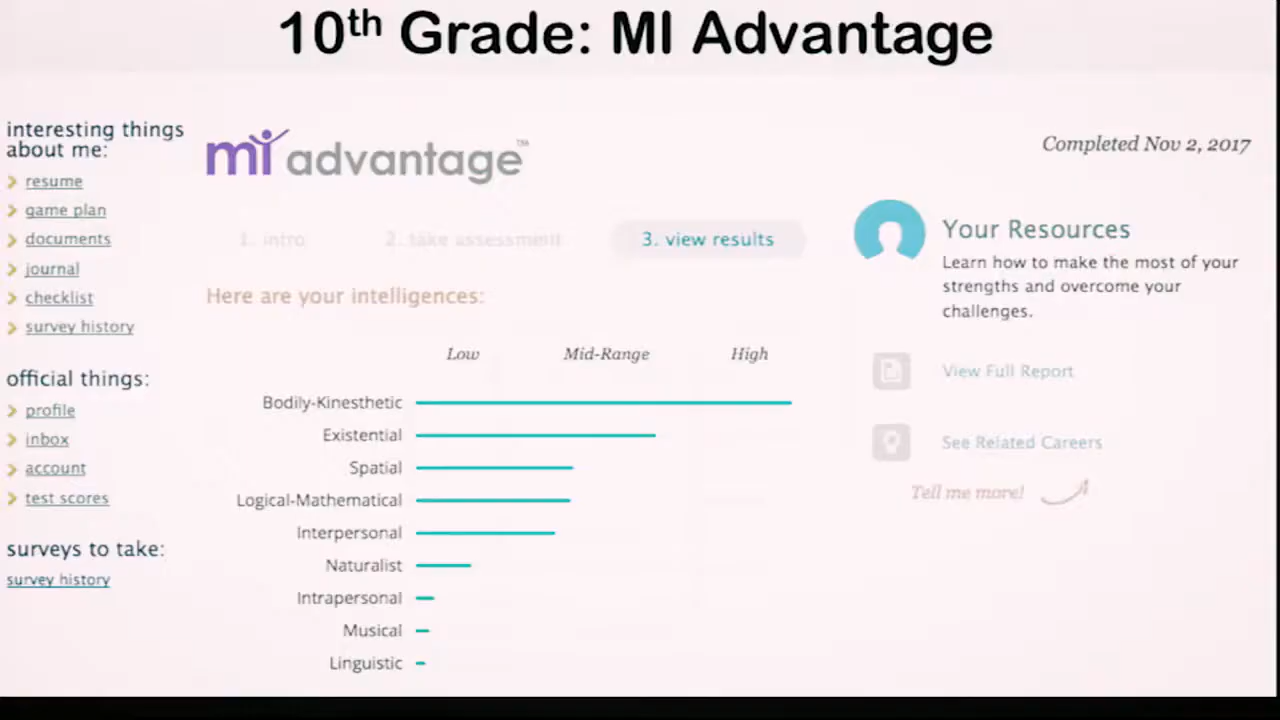 10th Grade: MI Advantage
interesting things
about me:
resume
game plan
documents
journal
checklist
survey history
official things:
profile
inbox
account
test scores
surveys to take:
survey history
mi advantage™
1. intro
2. take assessment
3. view results
Here are your intelligences:
Low
Mid-Range
High
Bodily-Kinesthetic
Existential
Spatial
Logical-Mathematical
Interpersonal
Naturalist
Intrapersonal
Musical
Linguistic
Completed Nov 2, 2017
Your Resources
Learn how to make the most of your
strengths and overcome your
challenges.
View Full Report
See Related Careers
Tell me more!